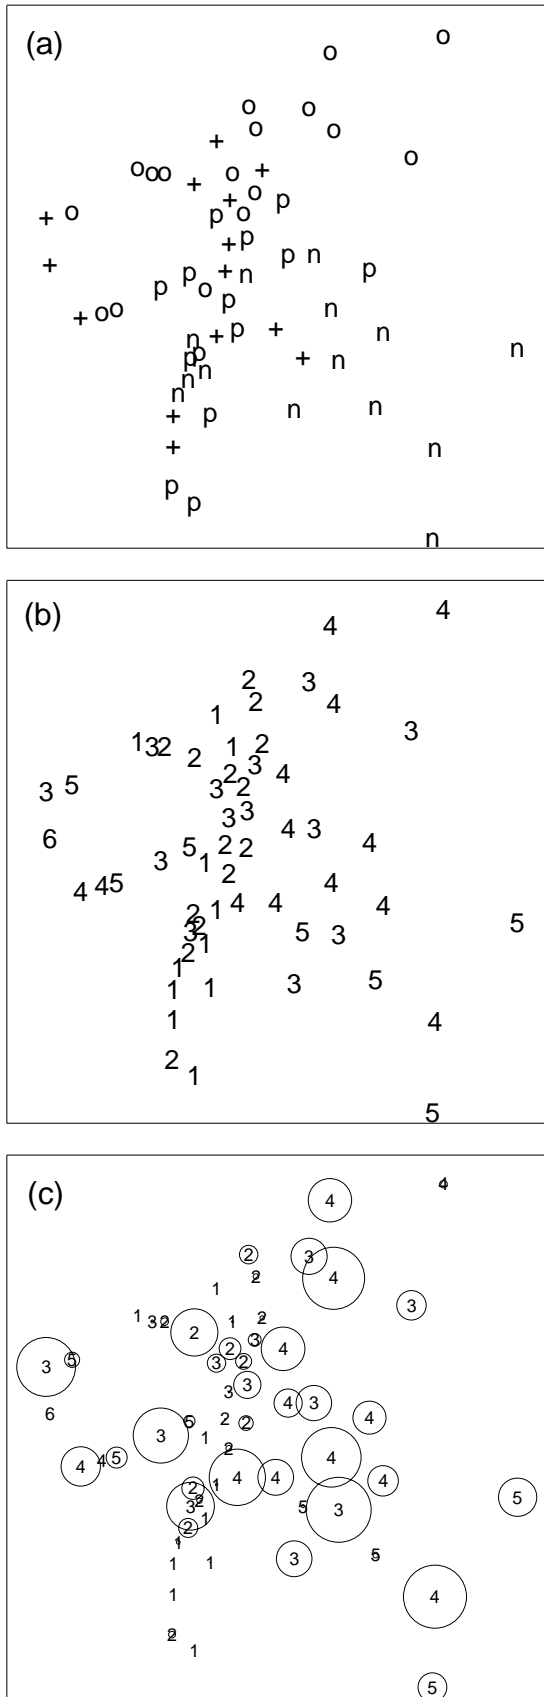 (a) o
o
o o
o o
+
o
o o o o +
+
o
+ p
+ o p o
p
+
p n
+ p + n p
p o
p
+ o o n
p + n
n +
p n
p + n
n
n
n
p n n
+
+ n
p
p
n
(b) 4
4
2 3
2 4
1
3
1 3 2 1 2
2
3
2 4
3 5 3 2
3
3
4 3
6 5 2 2 4
3 1
2
4 4 5 4
4 4 4
2 1
2 5
3 5 3
1
2
1
1 3 5
1
1 4
2
1
5
(c) 4
4
2 3
2 4
1
3
1 3 2 1 2
2
3
2 4
3 5 3 2
3
3
4 3
6 5 2 2 4
3 1
2
4 4 5 4
4 4 4
2 1
2 5
3 5 3
1
2
1
1 3 5
1
1 4
2
1
5